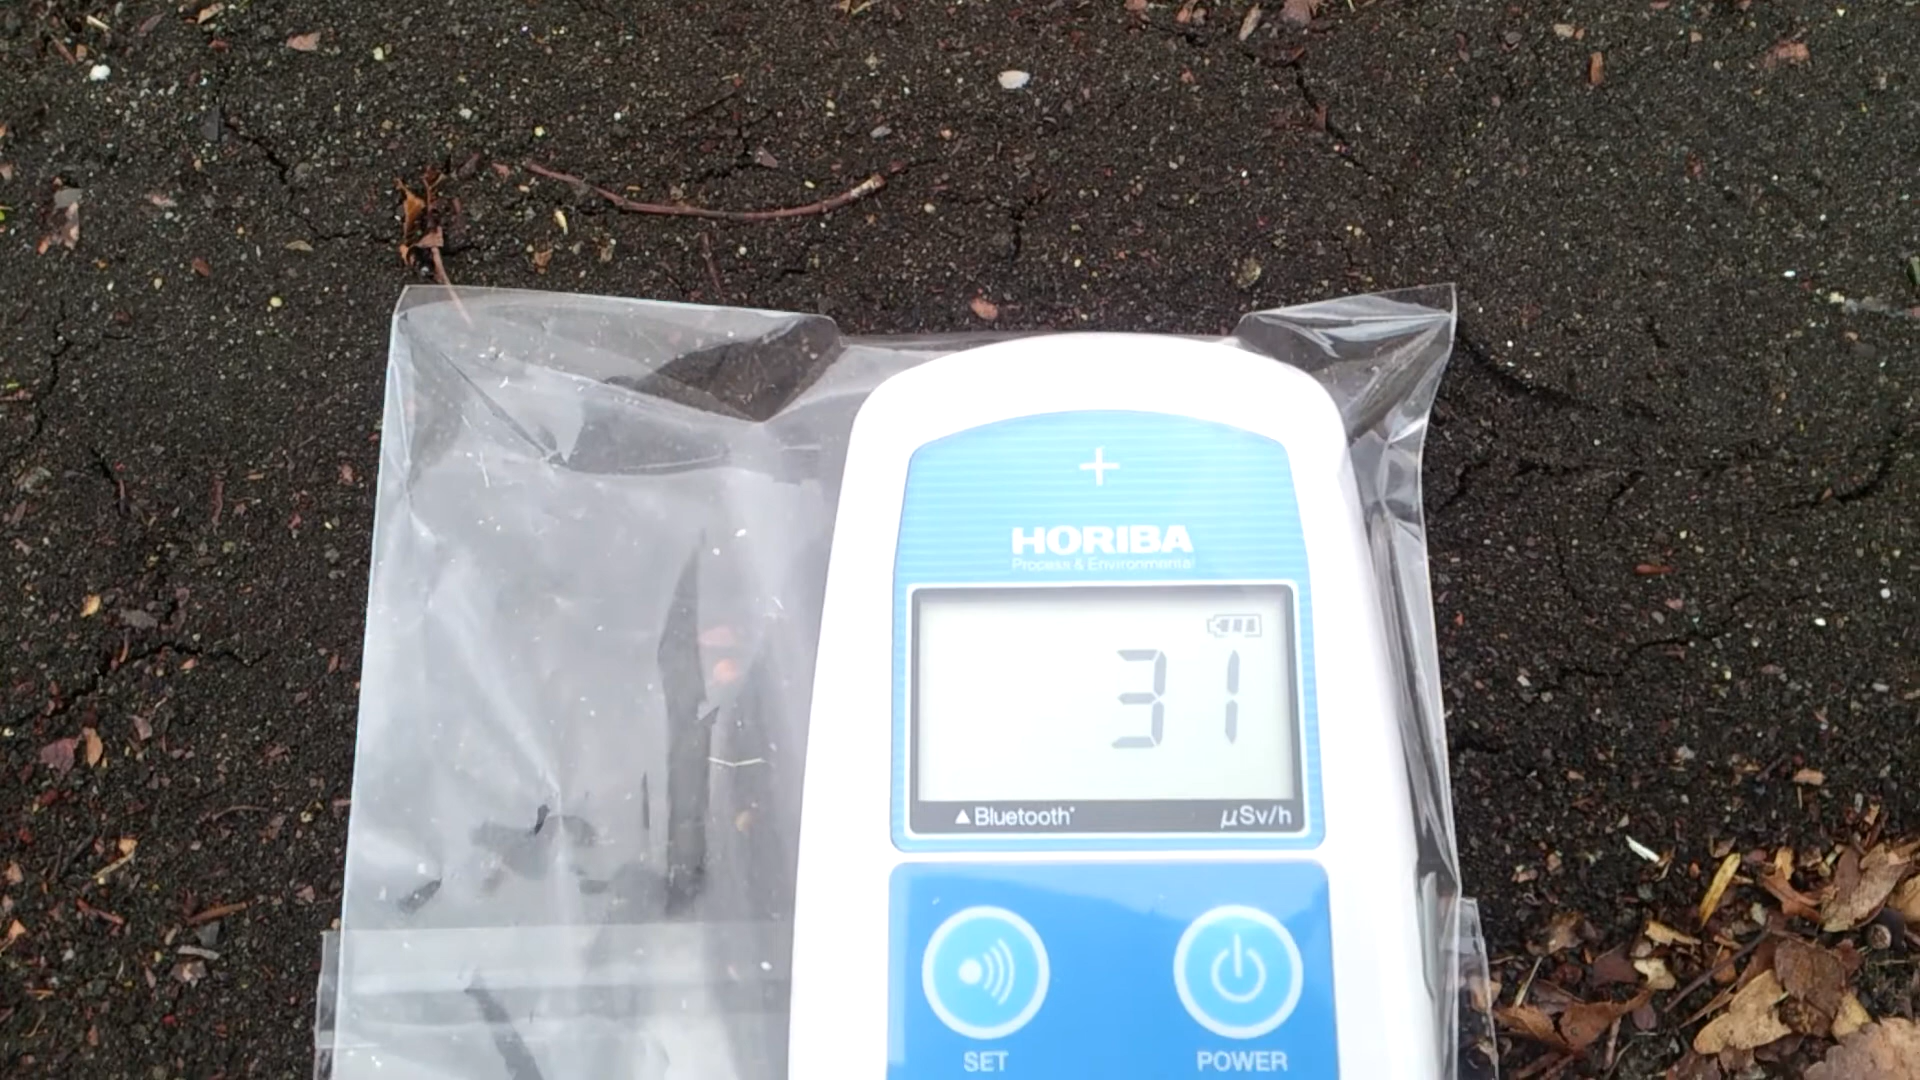 +
HORIBA
Process & Environmental
31
▲Bluetooth®
µSv/h
SET
POWER